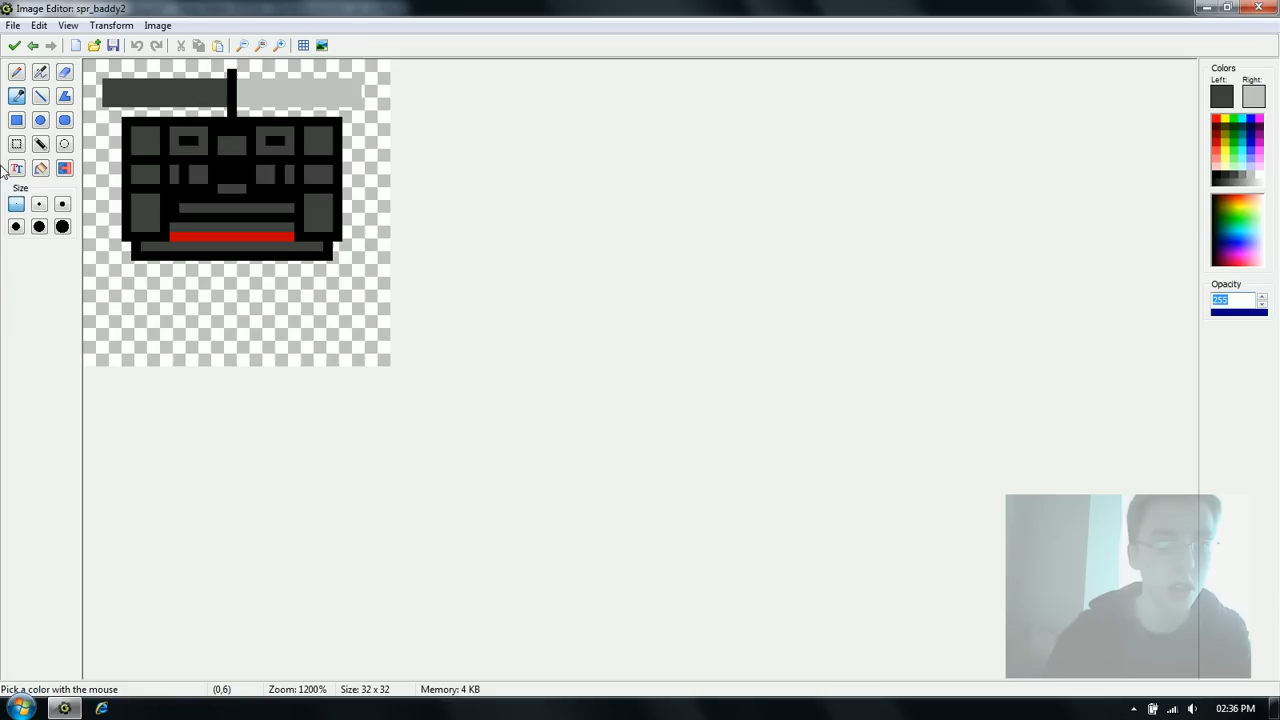 Image Editor: spr_baddy2
File Edit View Transform Image
Colors
Left: Right:
TT
Size
Opacity
255
Pick a color with the mouse (0,6) Zoom: 1200% Size: 32 x 32 Memory: 4 KB
02:36 PM